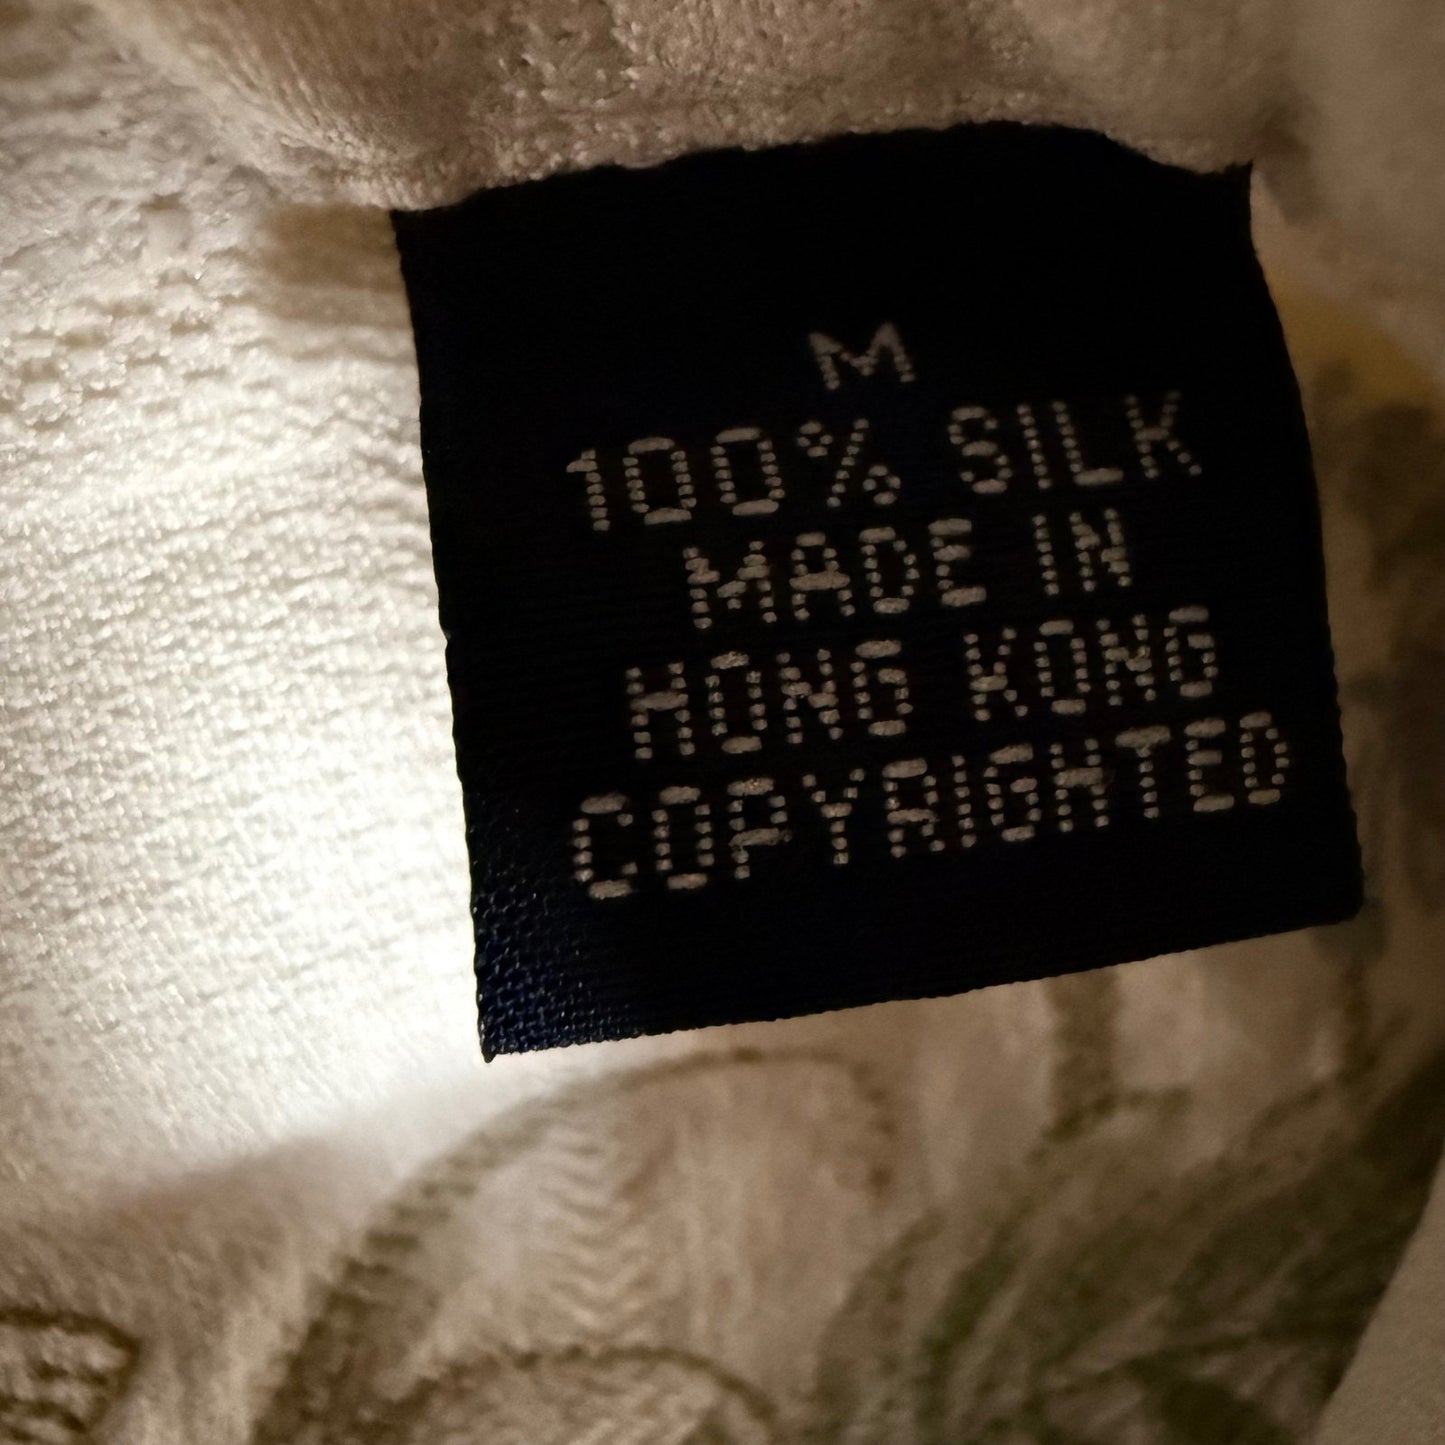 M
100% SILK
MADE IN
HONG KONG
COPYRIGHTED